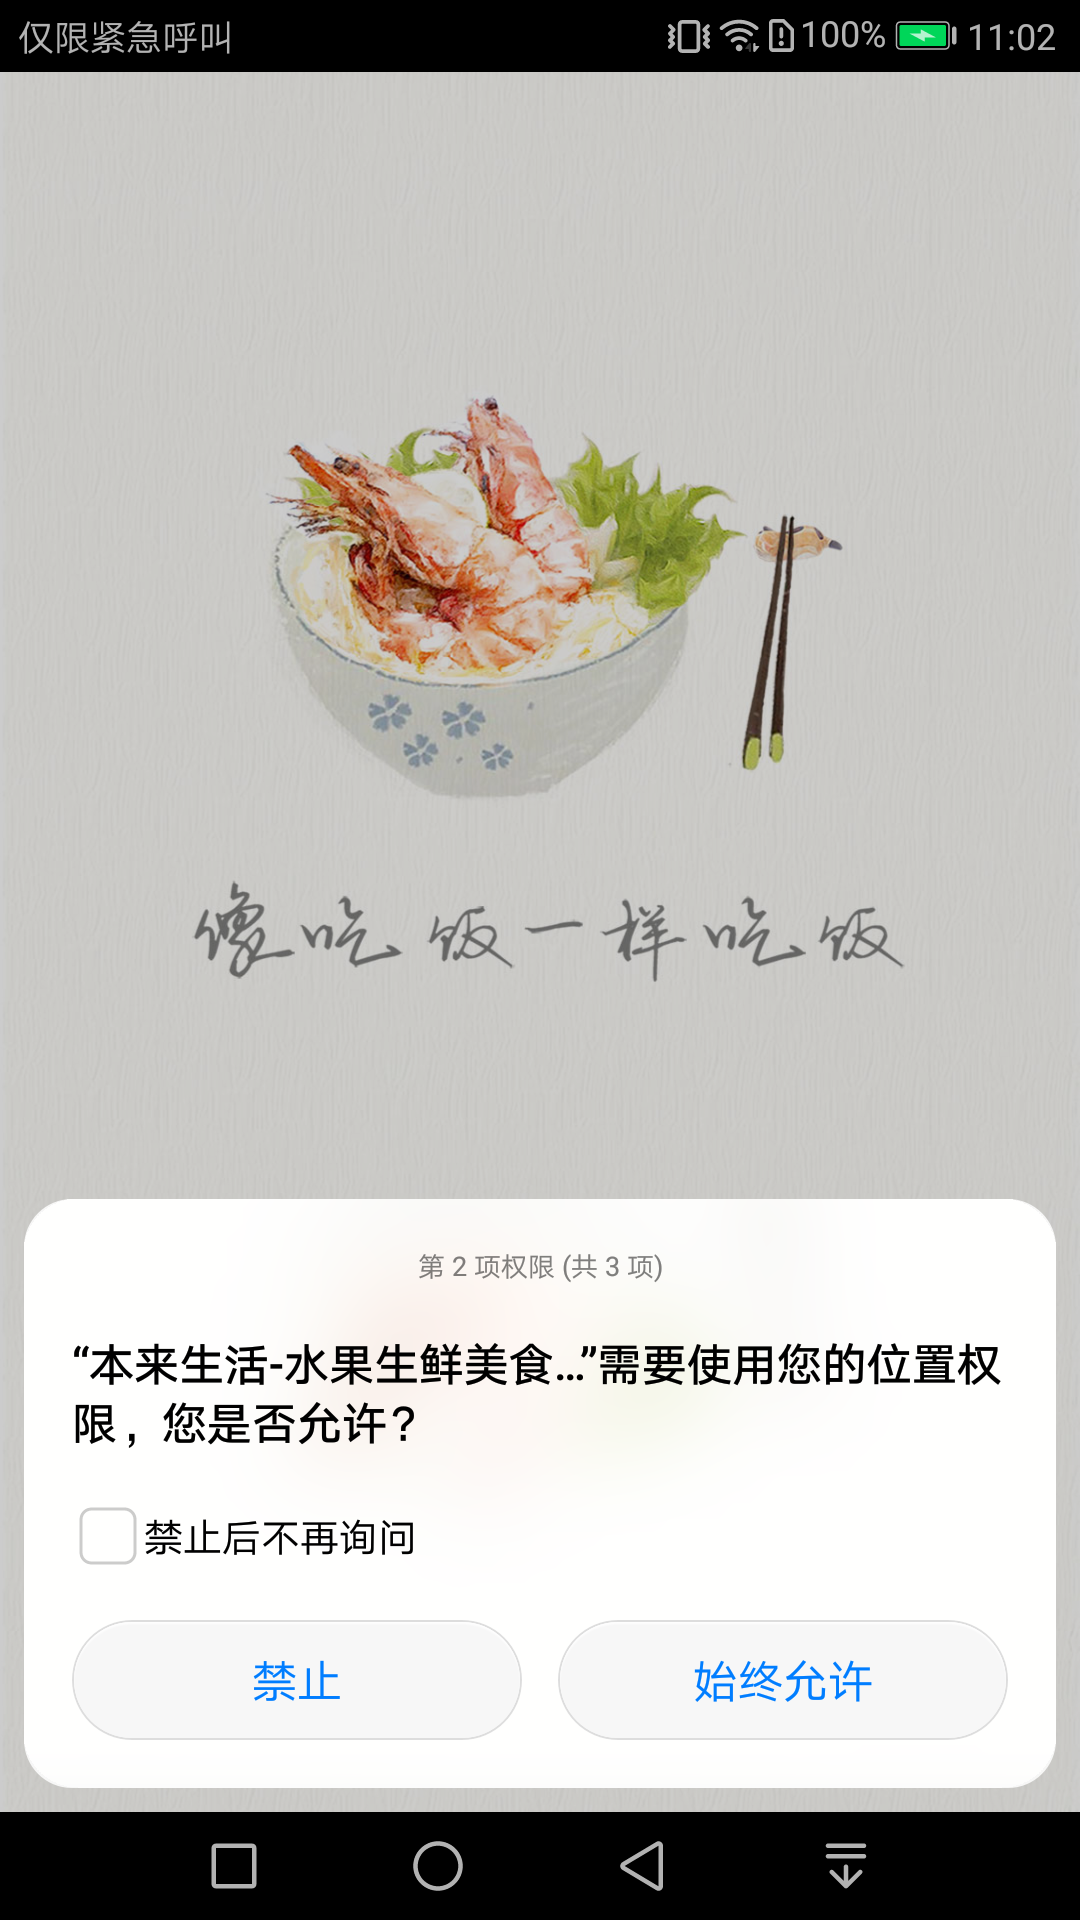 仅限紧急呼叫 100% 11:02
像吃饭一样吃饭
第 2 项权限 (共 3 项)
“本来生活-水果生鲜美食...”需要使用您的位置权
限，您是否允许？
禁止后不再询问
禁止 始终允许